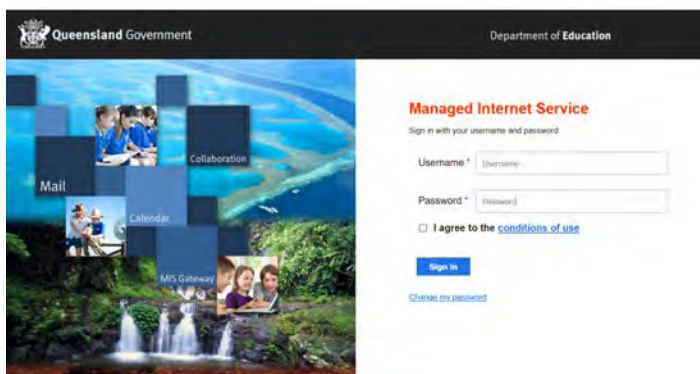 Queensland Government
Department of Education
Managed Internet Service
Sign in with your username and password
Username *
Username
Password *
Password
I agree to the conditions of use
Sign in
Change my password
Collaboration
Mail
Calendar
MIS Gateway